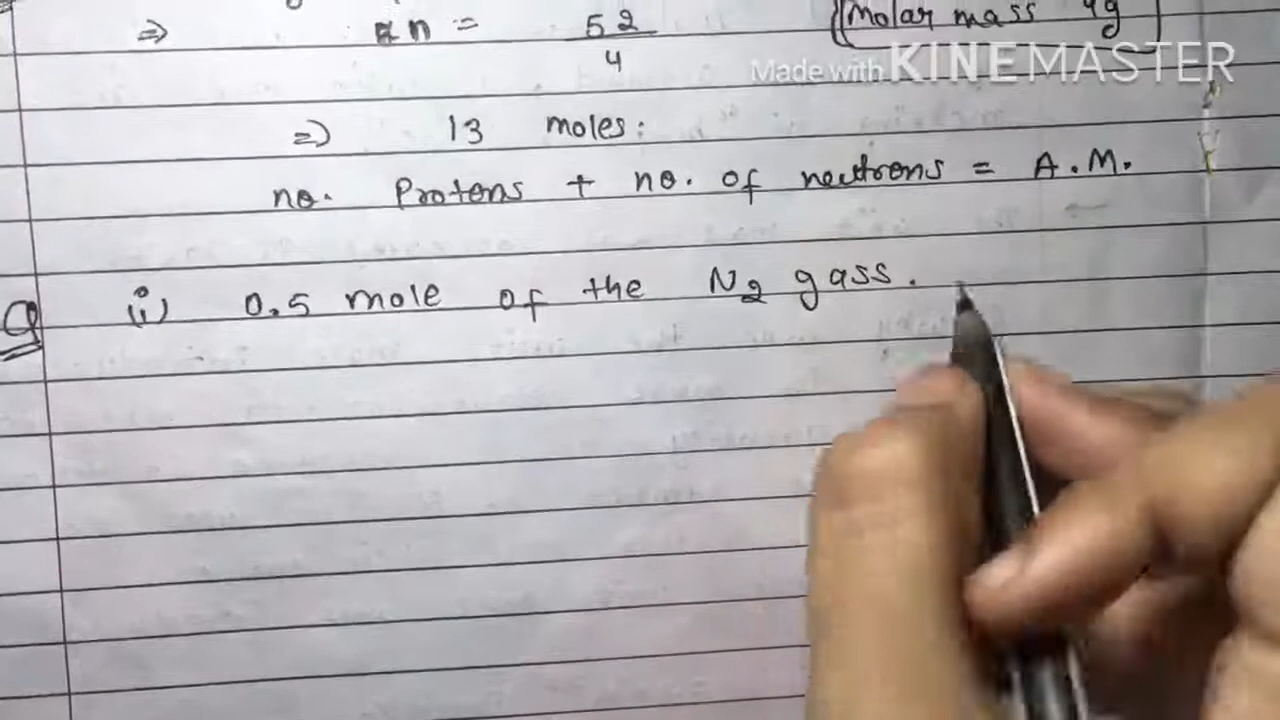 ⇒ n = 52/4 (Molar mass 4g)
Made with KINEMASTER
⇒ 13 moles:
no. Protons + no. of neutrons = A.M.
Q (i) 0.5 mole of the N2 gass.